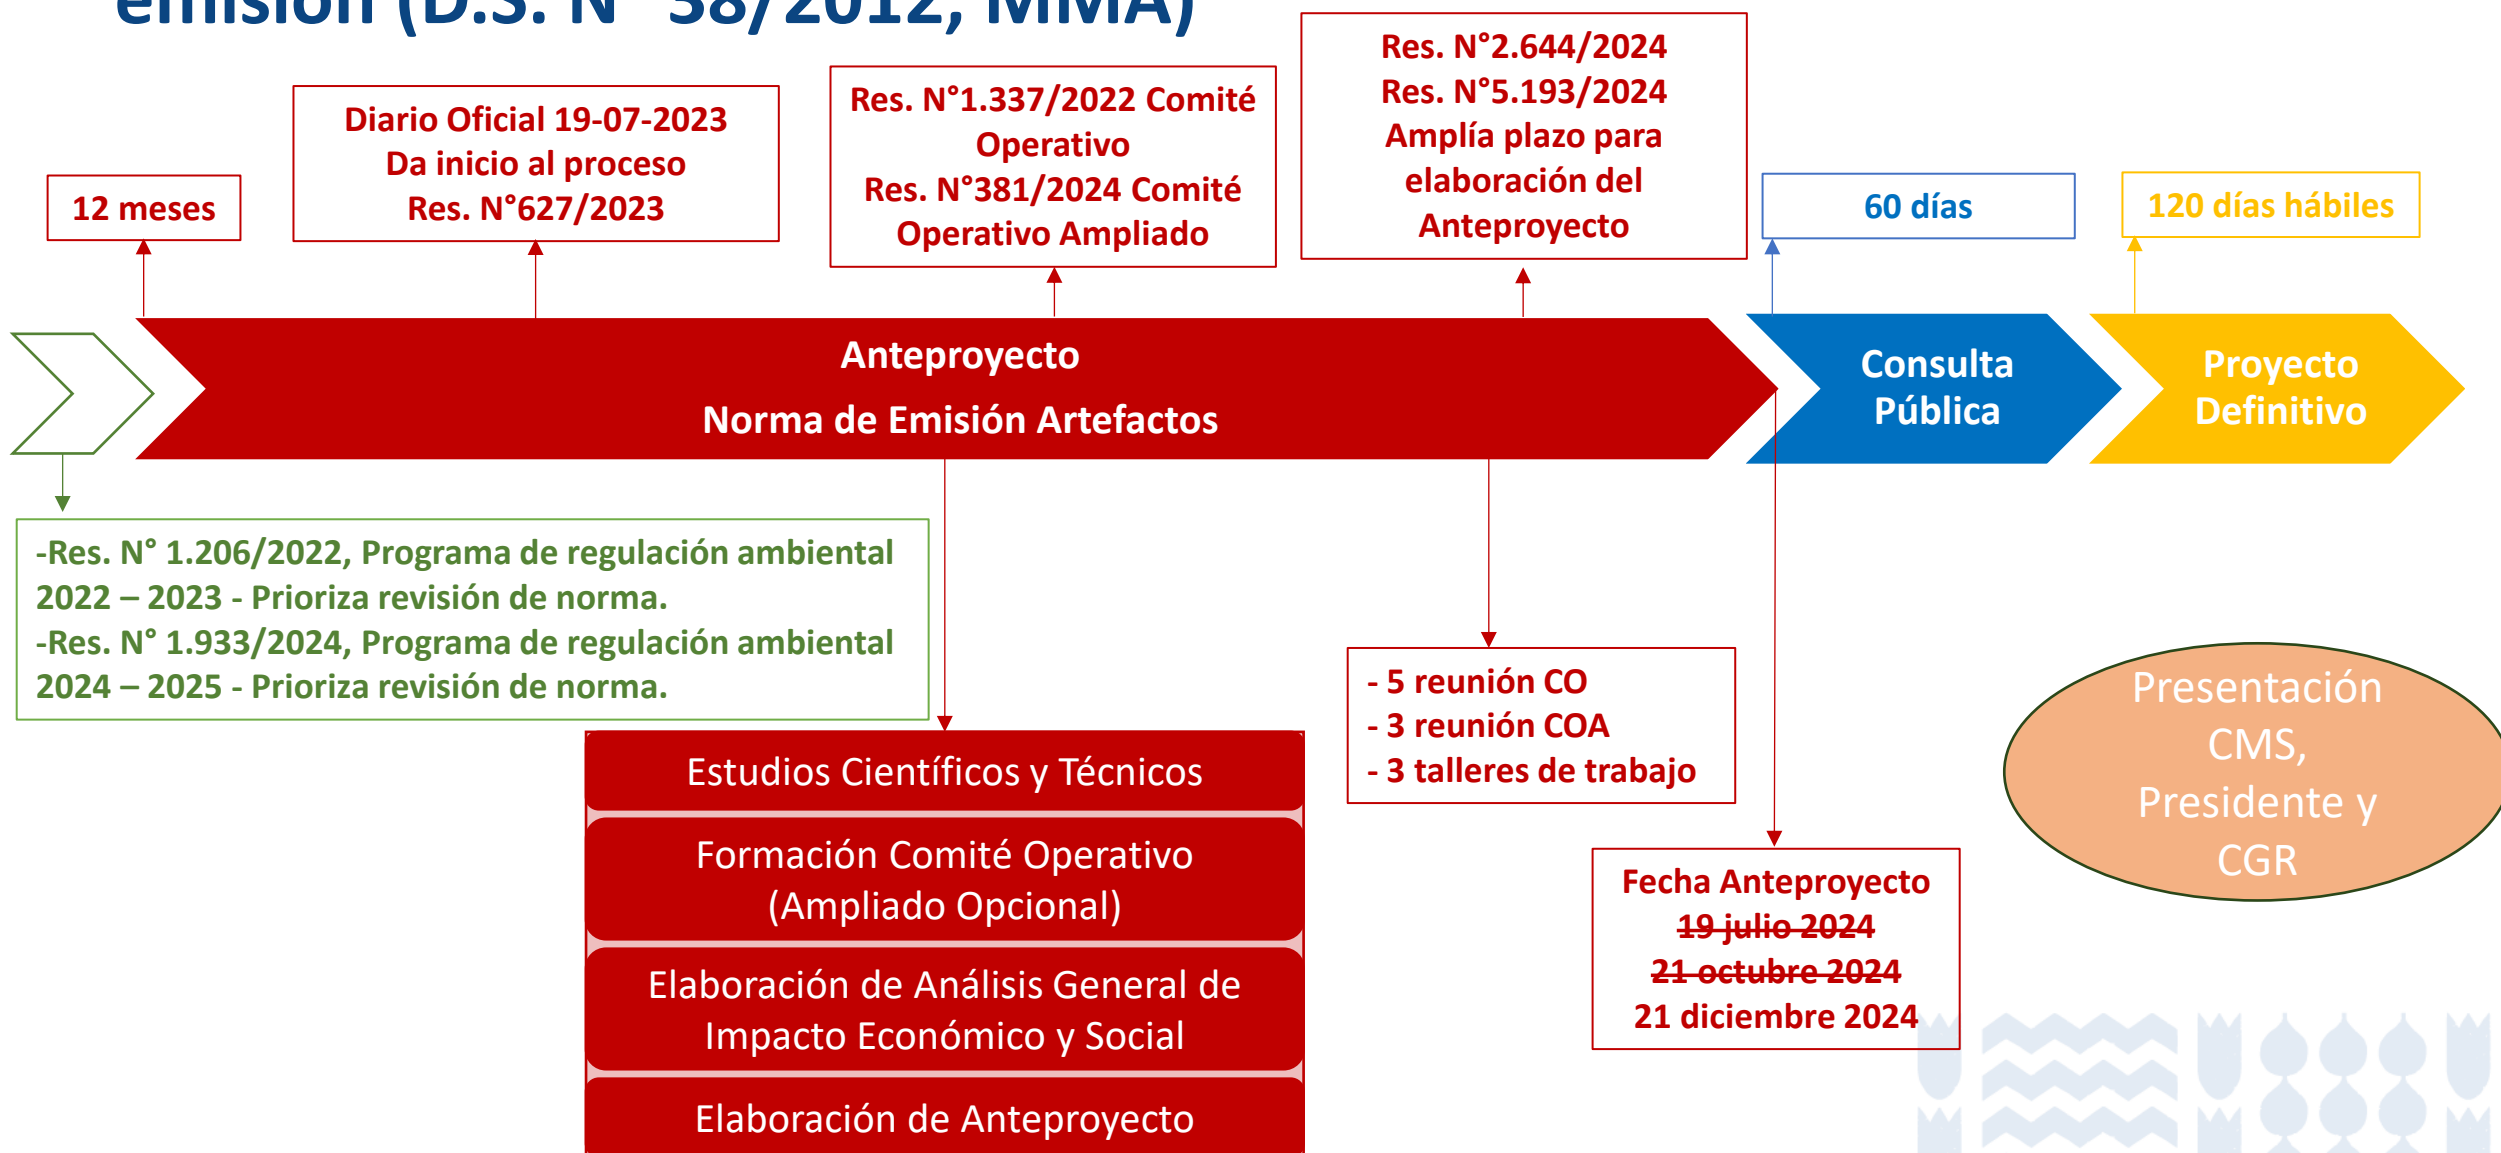 emisión (D.S. N° 38/2012, MMA)
12 meses
Diario Oficial 19-07-2023
Da inicio al proceso
Res. N°627/2023
Res. N°1.337/2022 Comité
Operativo
Res. N°381/2024 Comité
Operativo Ampliado
Res. N°2.644/2024
Res. N°5.193/2024
Amplía plazo para
elaboración del
Anteproyecto
60 días
120 días hábiles
Anteproyecto
Norma de Emisión Artefactos
Consulta
Pública
Proyecto
Definitivo
-Res. N° 1.206/2022, Programa de regulación ambiental
2022 – 2023 - Prioriza revisión de norma.
-Res. N° 1.933/2024, Programa de regulación ambiental
2024 – 2025 - Prioriza revisión de norma.
Estudios Científicos y Técnicos
Formación Comité Operativo
(Ampliado Opcional)
Elaboración de Análisis General de
Impacto Económico y Social
Elaboración de Anteproyecto
- 5 reunión CO
- 3 reunión COA
- 3 talleres de trabajo
Fecha Anteproyecto
19 julio 2024
21 octubre 2024
21 diciembre 2024
Presentación
CMS,
Presidente y
CGR